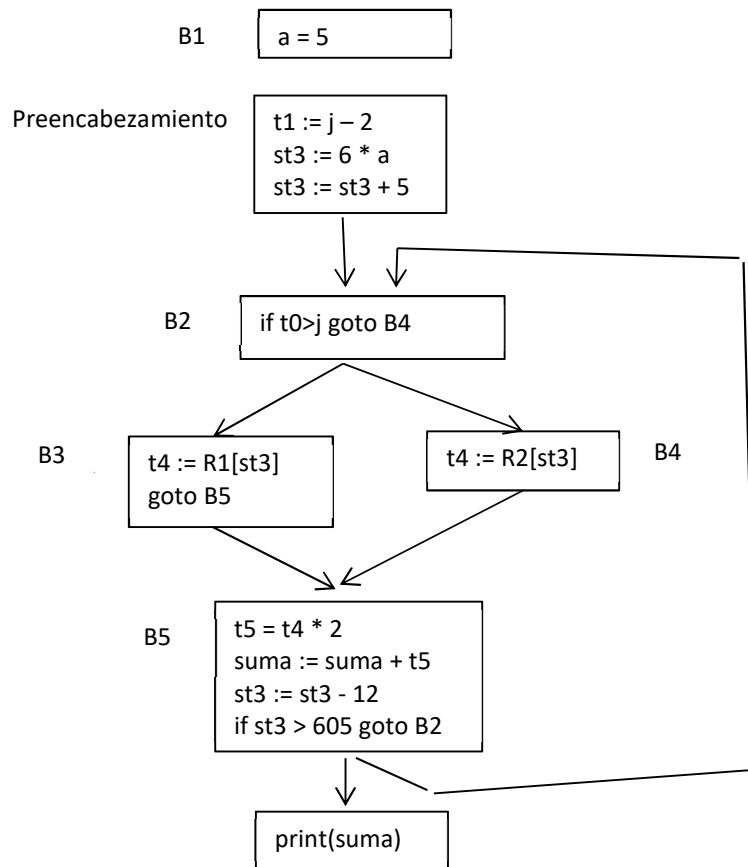 B1
a = 5
Preencabezamiento
t1 := j – 2
st3 := 6 * a
st3 := st3 + 5
B2
if t0>j goto B4
B3
t4 := R1[st3]
goto B5
t4 := R2[st3]
B4
B5
t5 = t4 * 2
suma := suma + t5
st3 := st3 - 12
if st3 > 605 goto B2
print(suma)